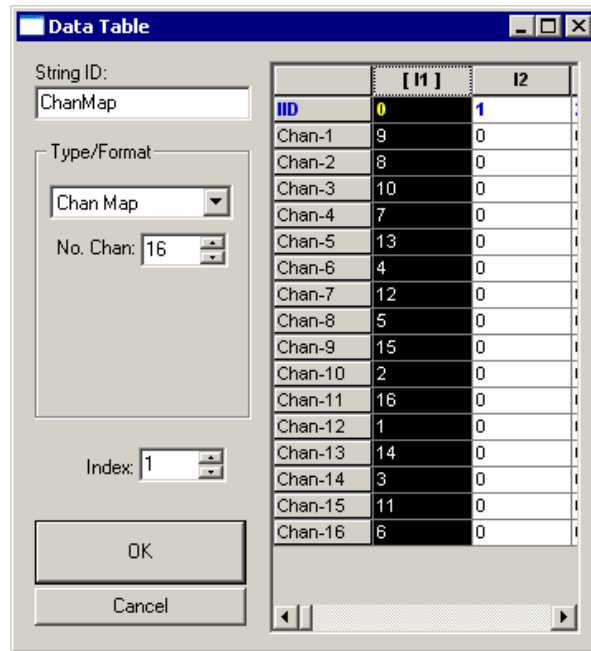 Data Table
String ID:
ChanMap
Type/Format
Chan Map
No. Chan: 16
Index: 1
OK
Cancel
[ I1 ] I2
IID 0 1
Chan-1 9 0
Chan-2 8 0
Chan-3 10 0
Chan-4 7 0
Chan-5 13 0
Chan-6 4 0
Chan-7 12 0
Chan-8 5 0
Chan-9 15 0
Chan-10 2 0
Chan-11 16 0
Chan-12 1 0
Chan-13 14 0
Chan-14 3 0
Chan-15 11 0
Chan-16 6 0